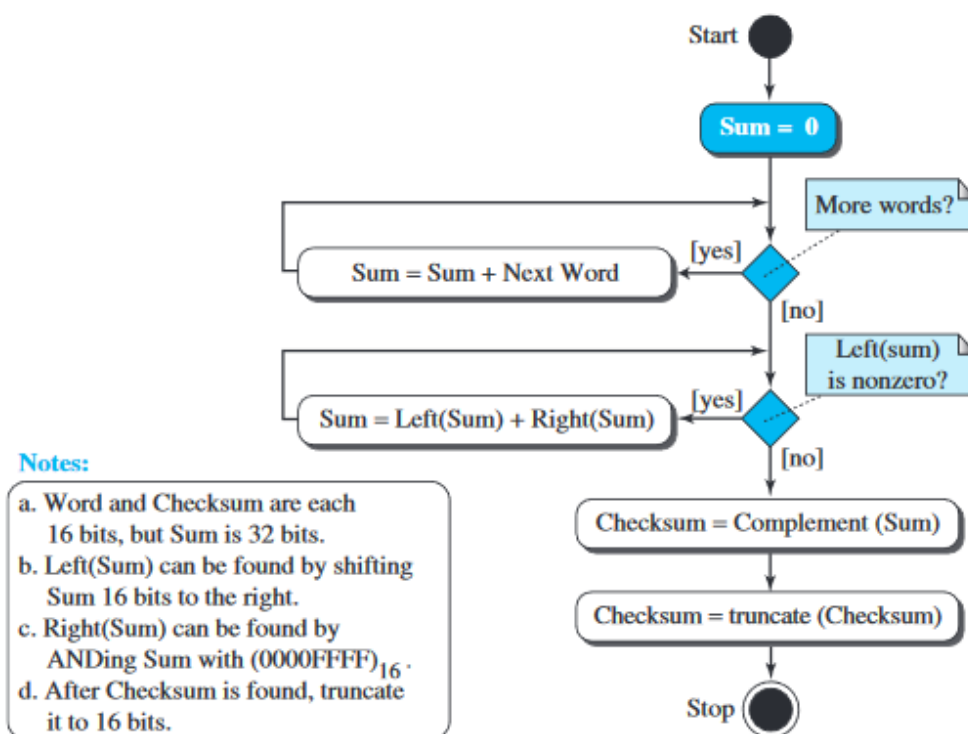 Start
Sum = 0
More words?
[yes]
Sum = Sum + Next Word
[no]
Left(sum)
is nonzero?
[yes]
Sum = Left(Sum) + Right(Sum)
[no]
Notes:
a. Word and Checksum are each
16 bits, but Sum is 32 bits.
b. Left(Sum) can be found by shifting
Sum 16 bits to the right.
c. Right(Sum) can be found by
ANDing Sum with (0000FFFF)16.
d. After Checksum is found, truncate
it to 16 bits.
Checksum = Complement (Sum)
Checksum = truncate (Checksum)
Stop